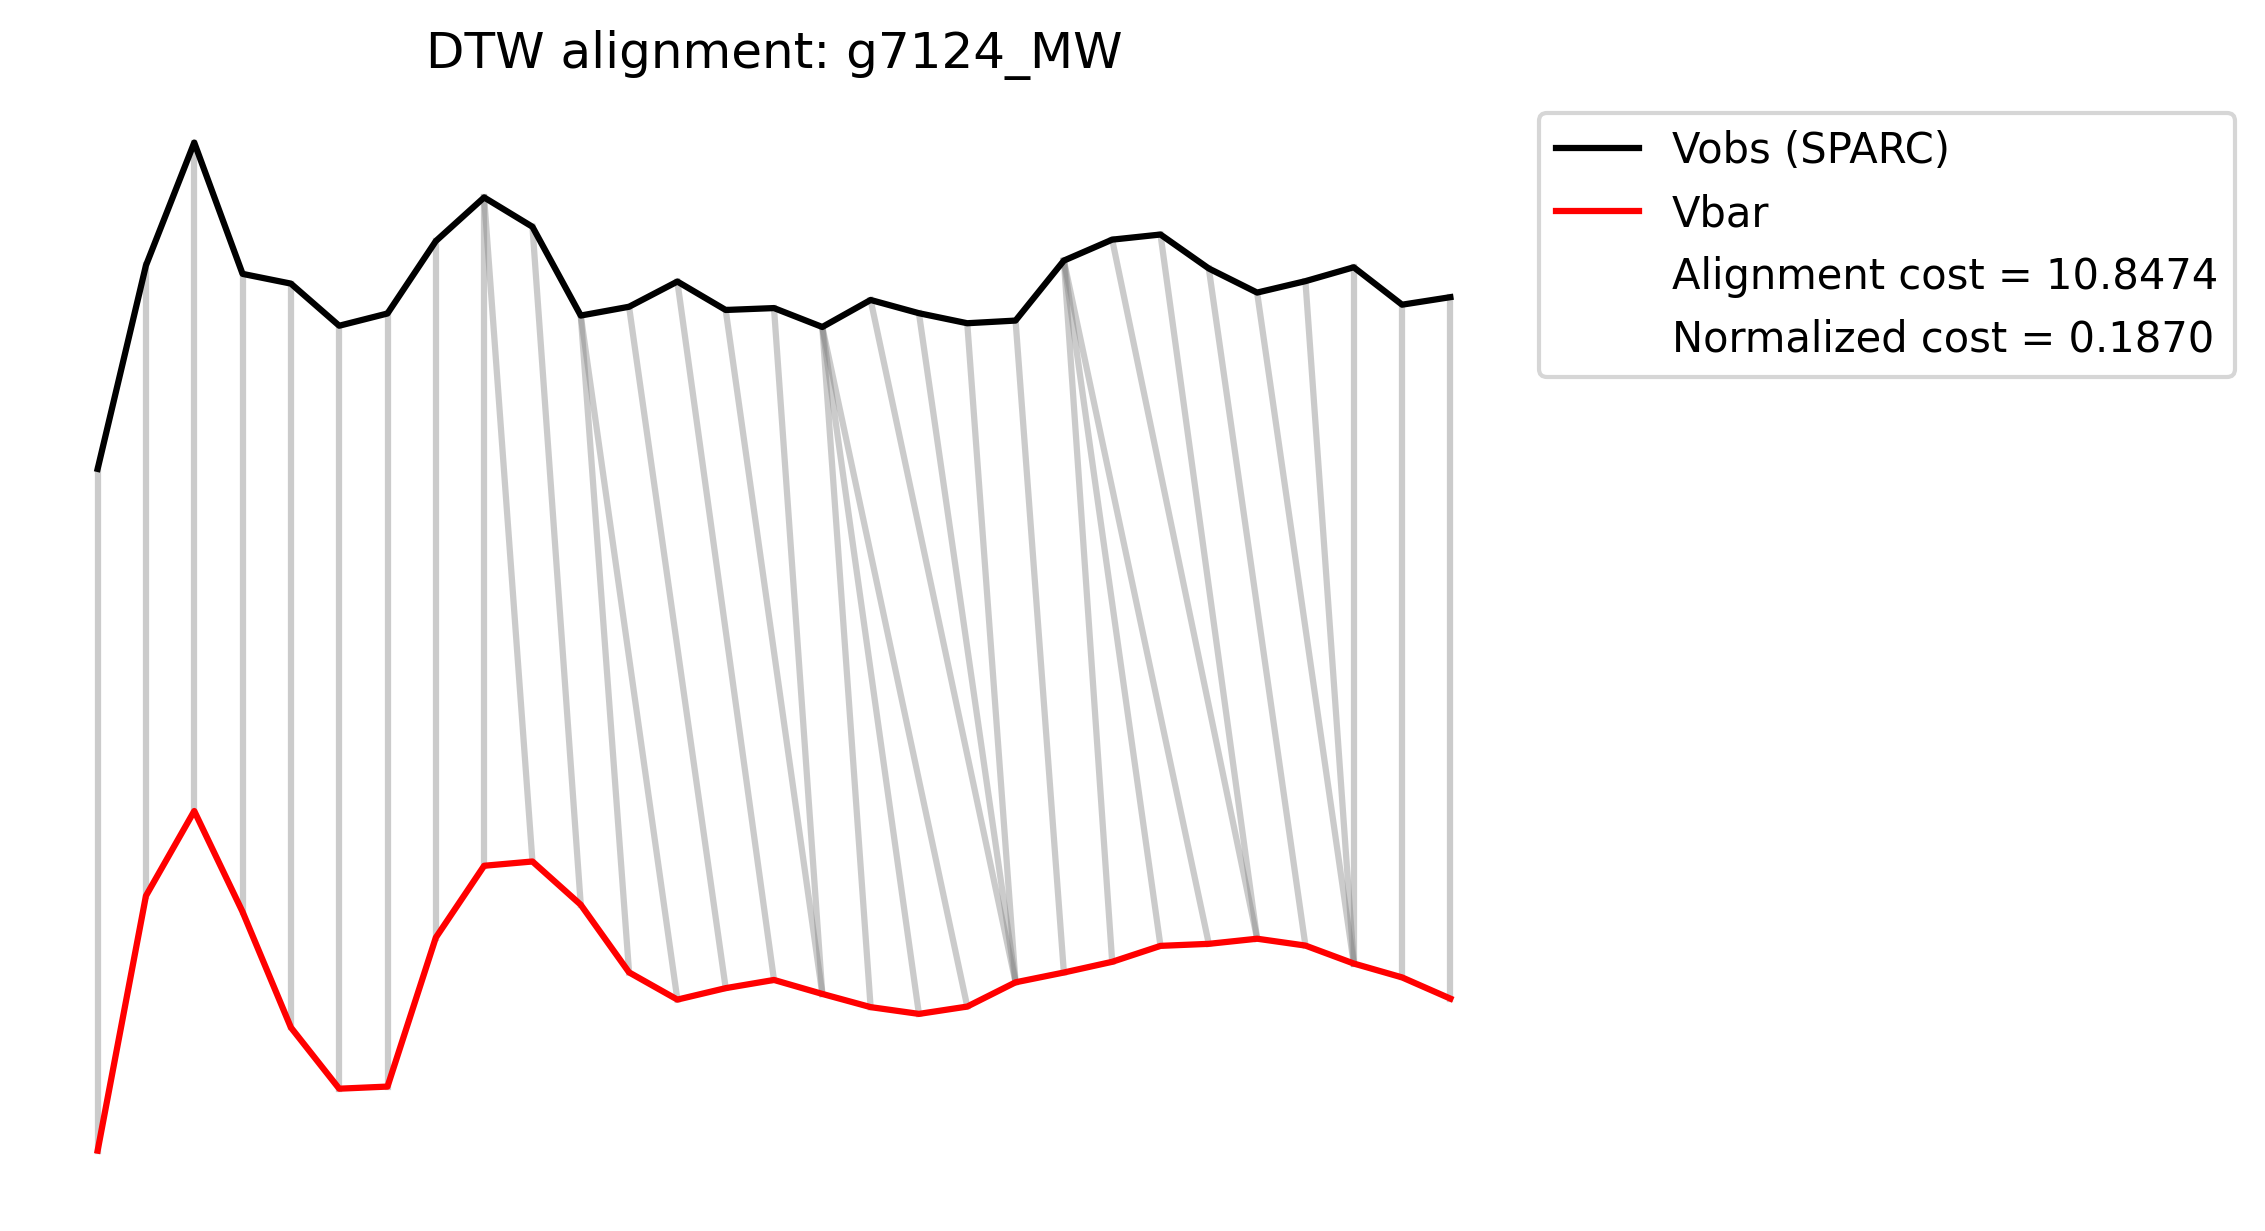 DTW alignment: g7124_MW
Vobs (SPARC)
Vbar
Alignment cost = 10.8474
Normalized cost = 0.1870